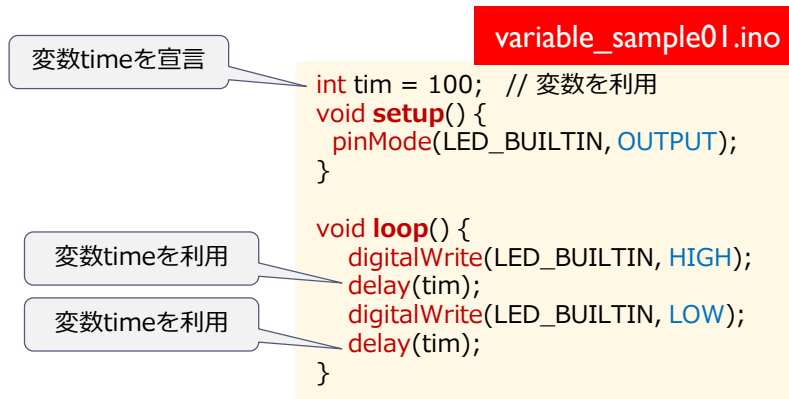 variable_sample01.ino
変数timeを宣言
int tim = 100;   // 変数を利用
void setup() {
  pinMode(LED_BUILTIN, OUTPUT);
}
void loop() {
変数timeを利用
    digitalWrite(LED_BUILTIN, HIGH);
    delay(tim);
変数timeを利用
    digitalWrite(LED_BUILTIN, LOW);
    delay(tim);
}